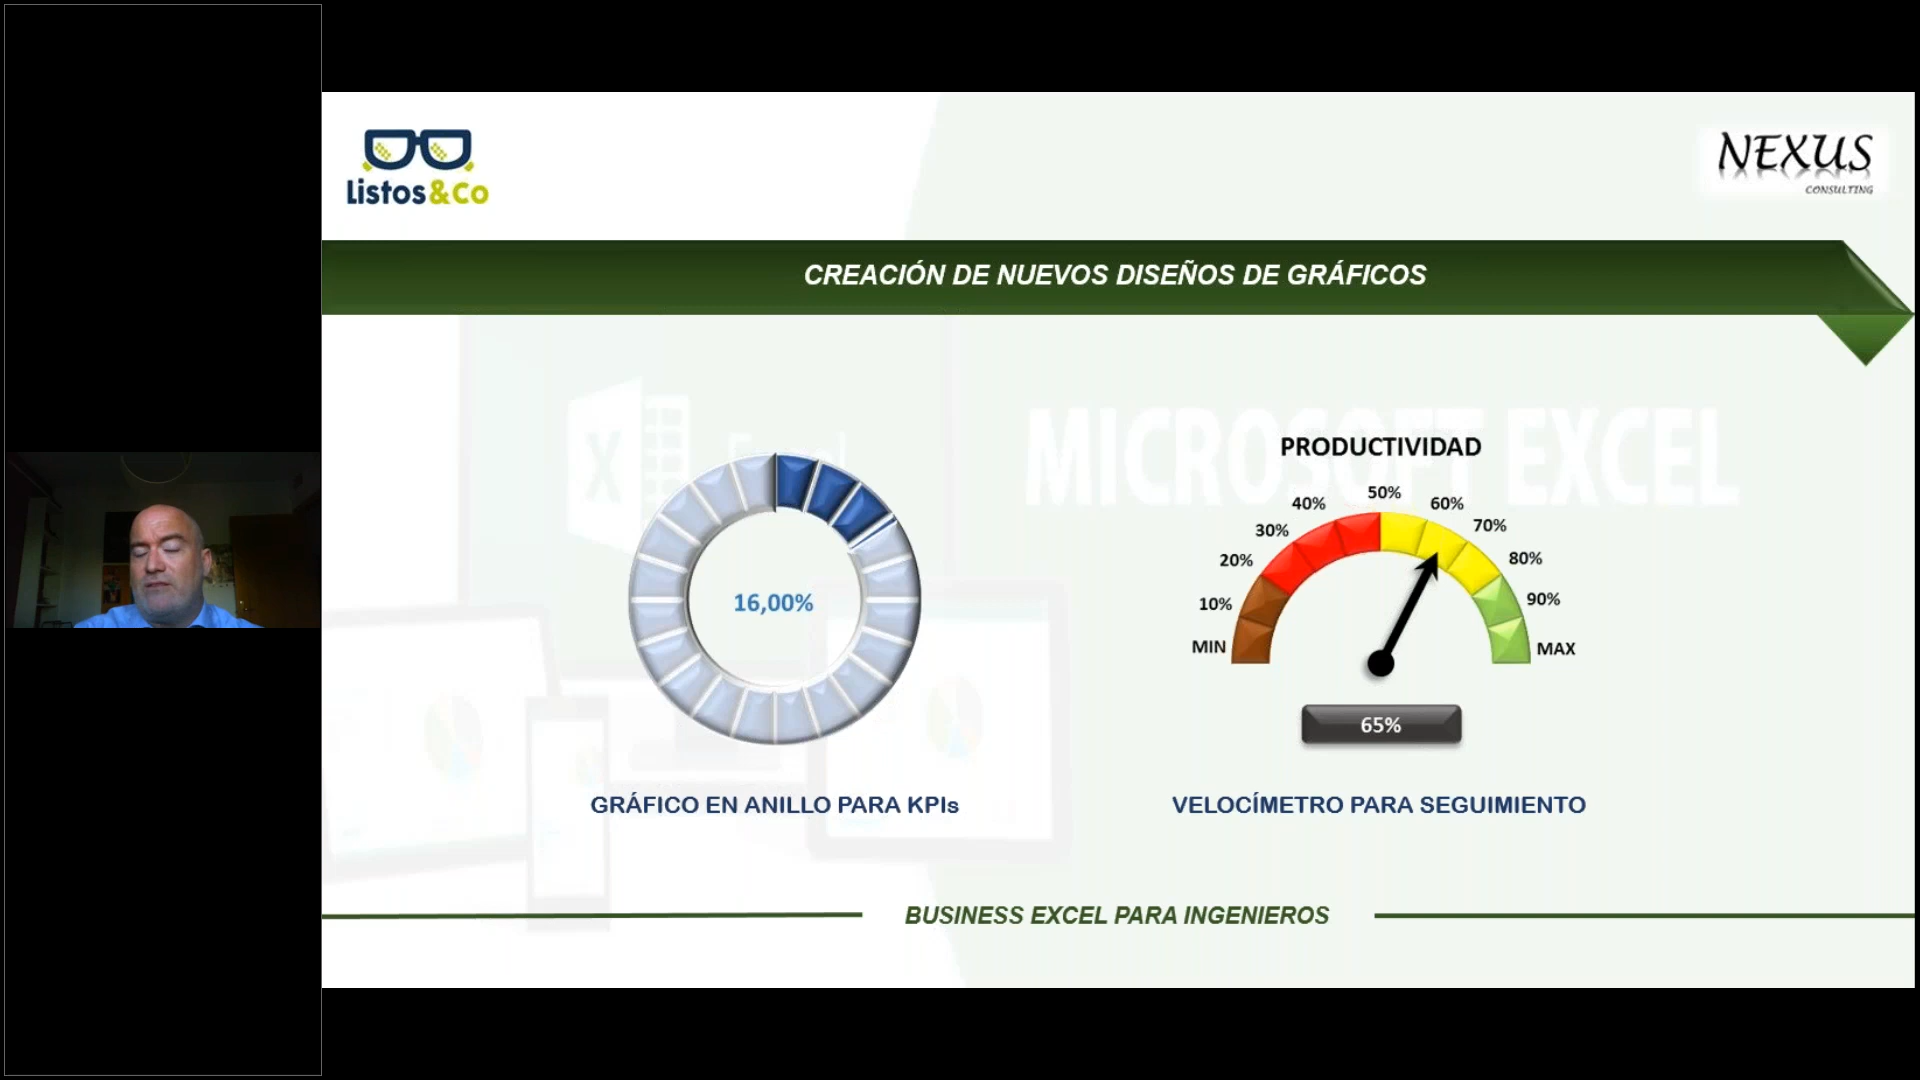 Listos&Co
NEXUS
CONSULTING
CREACIÓN DE NUEVOS DISEÑOS DE GRÁFICOS
X
Excel
MICROSOFT EXCEL
16,00%
PRODUCTIVIDAD
MIN
10%
20%
30%
40%
50%
60%
70%
80%
90%
MAX
65%
GRÁFICO EN ANILLO PARA KPIs
VELOCÍMETRO PARA SEGUIMIENTO
BUSINESS EXCEL PARA INGENIEROS